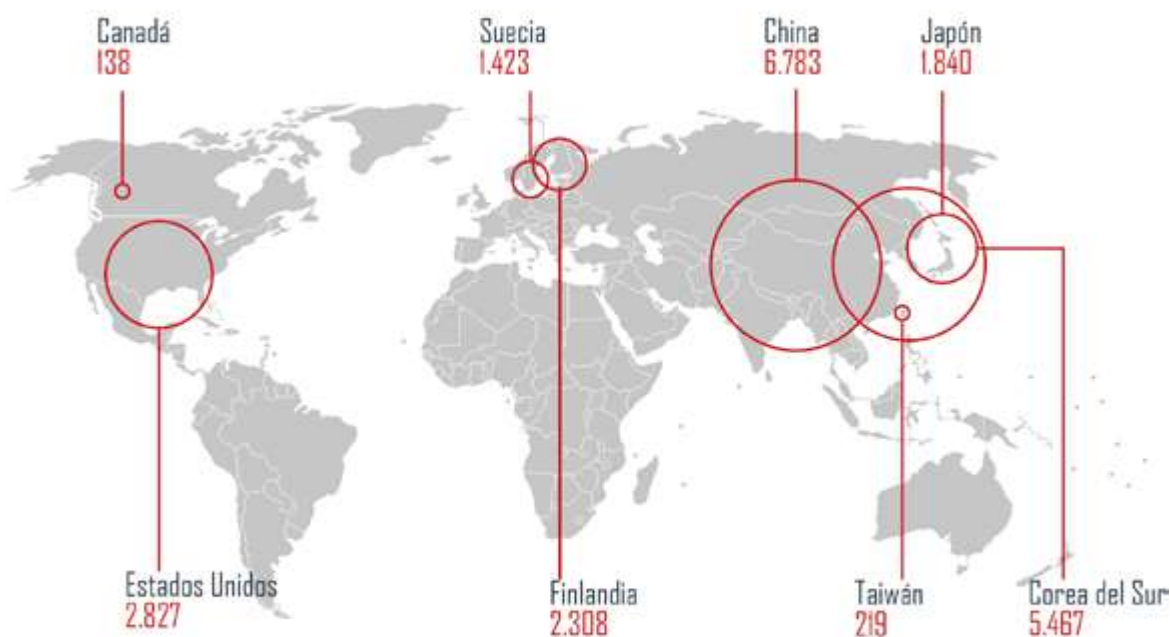 Canadá
138
Suecia
1.423
China
6.783
Japón
1.840
Estados Unidos
2.827
Finlandia
2.308
Taiwán
219
Corea del Sur
5.467